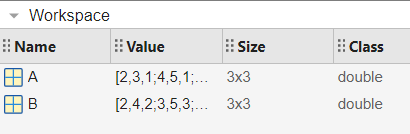 Workspace
Name Value Size Class
A [2,3,1;4,5,1;... 3x3 double
B [2,4,2;3,5,3;... 3x3 double